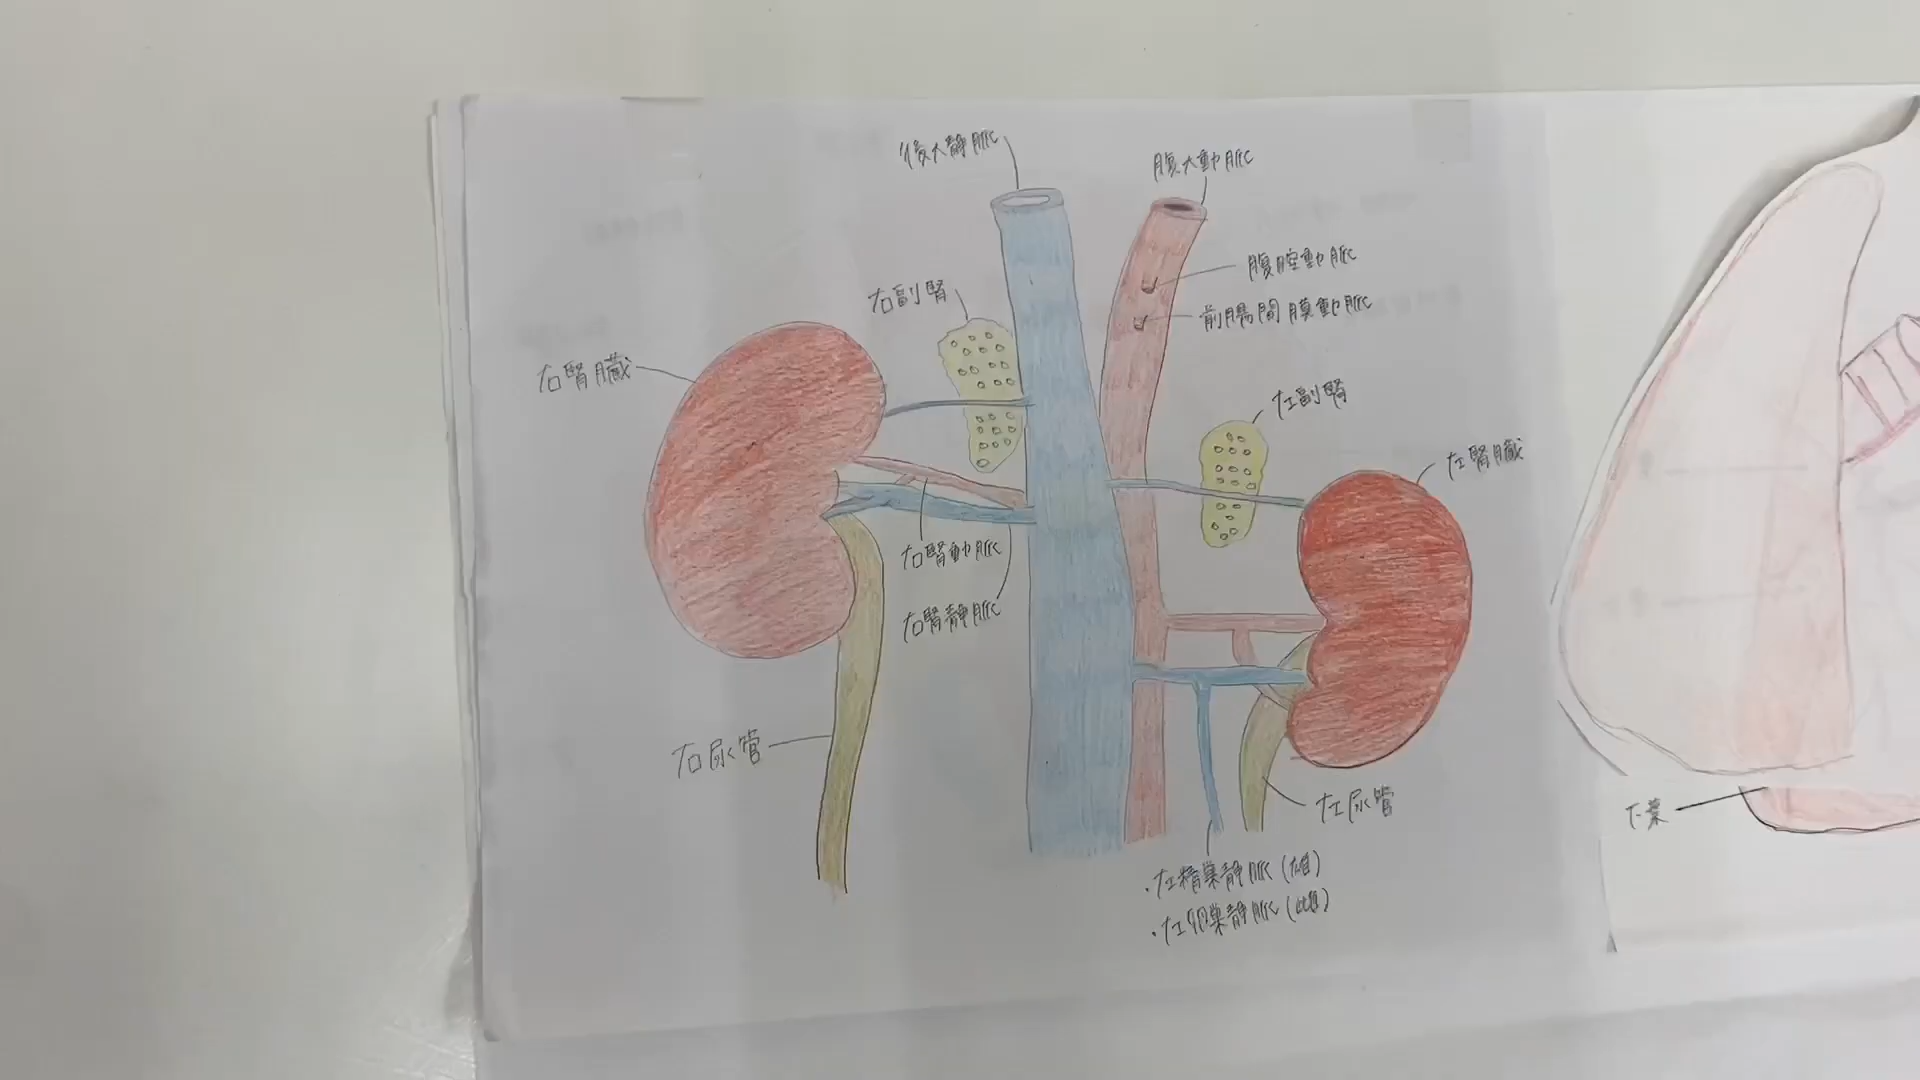 後大静脈
腹大動脈
腹腔動脈
前腸間膜動脈
右副腎
右腎臓
左副腎
左腎臓
右腎動脈
右腎静脈
右尿管
左尿管
・左精巣静脈(雄)
・左卵巣静脈(雌)
下葉